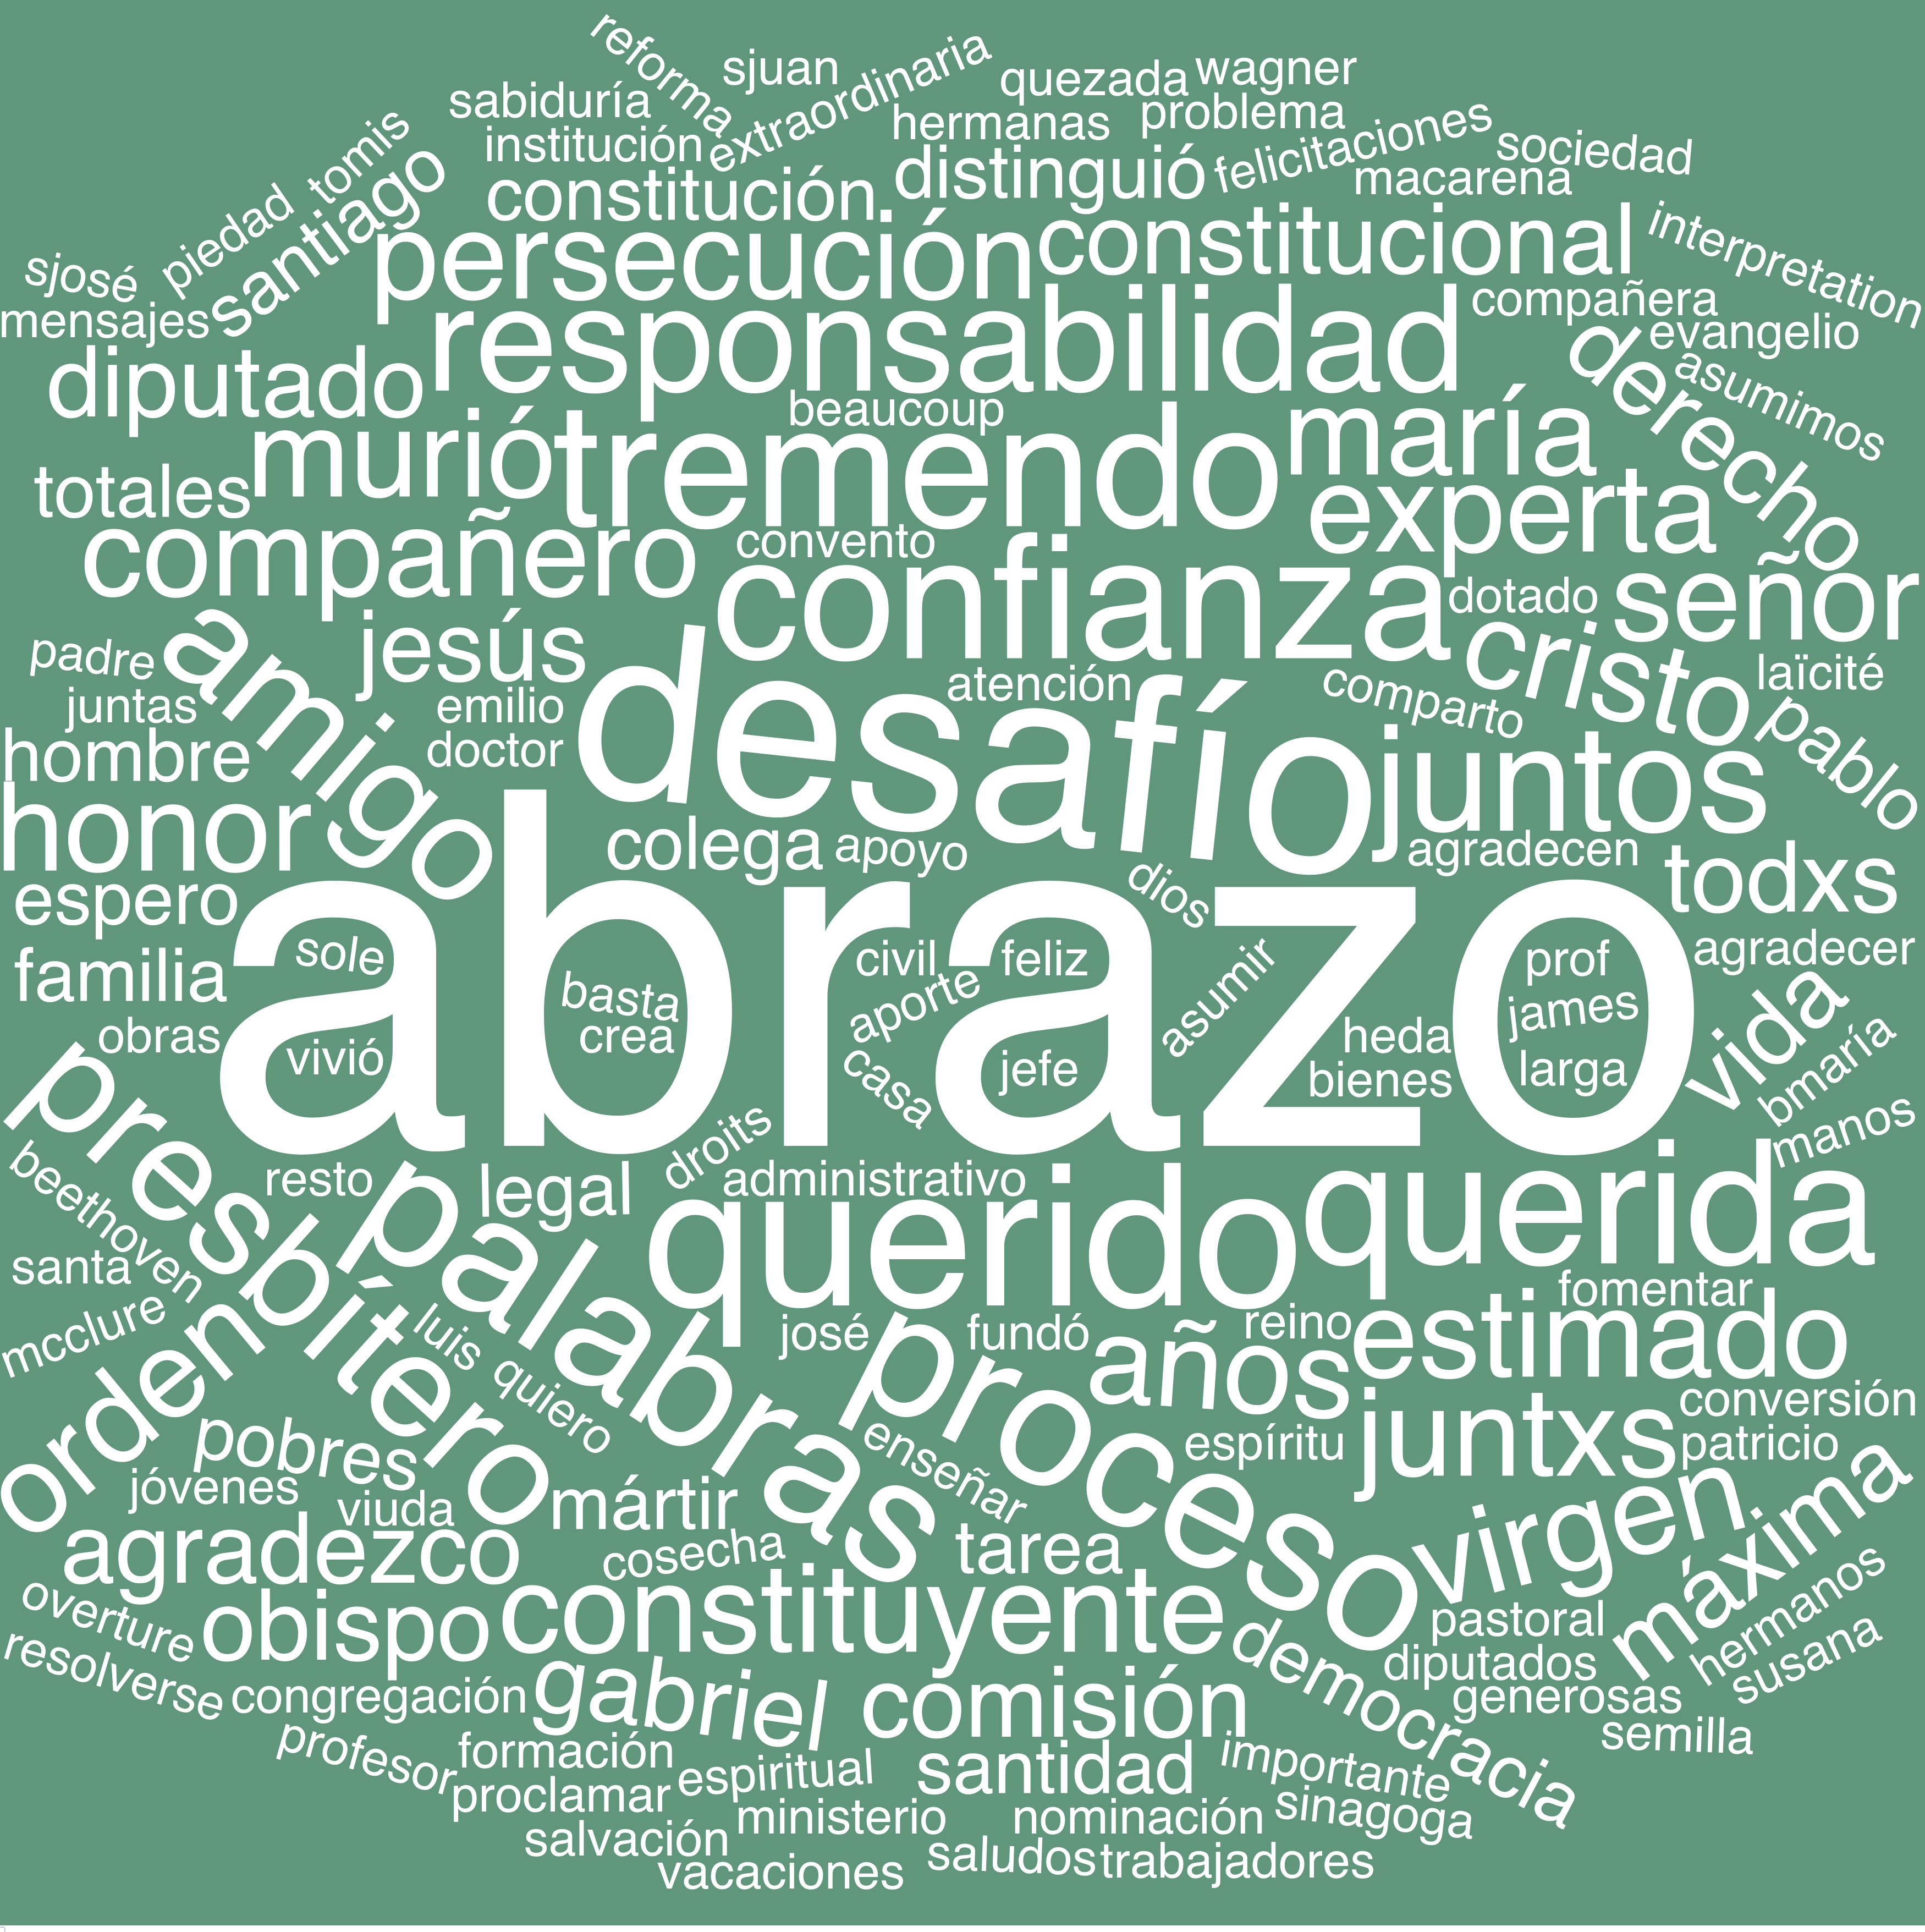 reforma
sjuan
extraordinaria
quezada
wagner
sabiduría
hermanas
problema
institución
felicitaciones
sociedad
tomis
constitución
distinguió
macarena
piedad
santiago
persecución
constitucional
interpretation
sjosé
mensajes
responsabilidad
compañera
evangelio
diputado
beaucoup
derecho
asumimos
murió
tremendo
maría
totales
experta
compañero
convento
confianza
dotado
señor
padre
amigo
jesús
desafío
atención
comparto
cristo
laïcité
juntas
emilio
pablo
hombre
doctor
juntos
honor
colega
apoyo
agradecen
espero
dios
todxs
abrazo
familia
sole
civil
feliz
prof
agradecer
basta
aporte
asumir
james
vida
obras
vivió
crea
casa
jefe
heda
bienes
larga
bmaría
manos
presbítero
beethoven
resto
palabras
legal
droits
administrativo
querido
querida
santa
fomentar
mcclure
orden
luis
quiero
josé
fundó
años
reino
estimado
proceso
juntxs
conversión
pobres
enseñar
espíritu
patricio
jóvenes
viuda
mártir
virgen
máxima
agradezco
cosecha
tarea
overture
obispo
constituyente
pastoral
hermanos
resolverse
congregación
gabriel
comisión
democracia
diputados
generosas
susana
profesor
formación
semilla
proclamar
espiritual
santidad
importante
ministerio
nominación
sinagoga
salvación
vacaciones
saludos
trabajadores